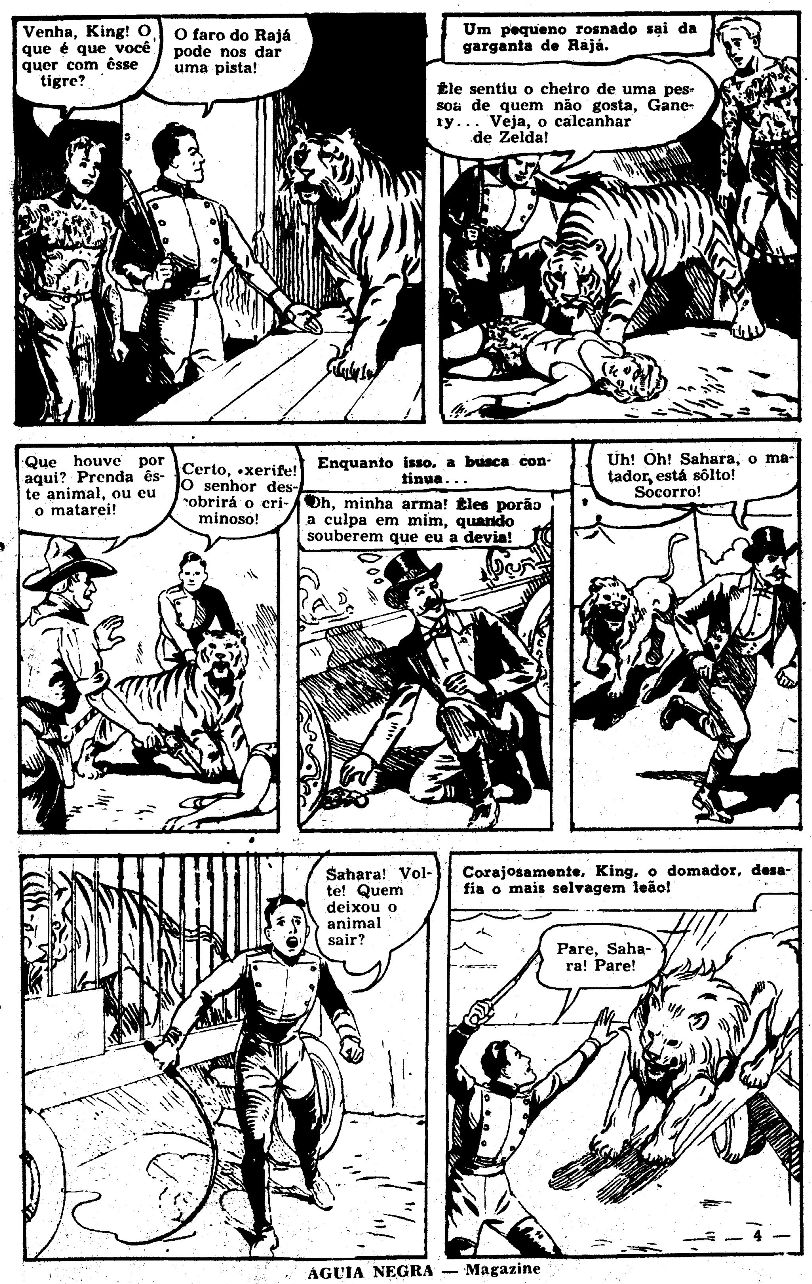 Venha, King! O
que é que você
quer com êsse
tigre?
O faro do Rajá
pode nos dar
uma pista!
Um pequeno rosnado sai da
garganta de Rajá.
Êle sentiu o cheiro de uma pes-
soa de quem não gosta, Gane-
ry... Veja, o calcanhar
de Zelda!
Que houve por
aqui? Prenda ês-
te animal, ou eu
o matarei!
Certo, xerife!
O senhor des-
cobrirá o cri-
minoso!
Enquanto isso, a busca con-
tinua...
Oh, minha arma! Êles porão
a culpa em mim, quando
souberem que eu a devia!
Uh! Oh! Sahara, o ma-
tador, está sôlto!
Socorro!
Sahara! Vol-
te! Quem
deixou o
animal
sair?
Corajosamente, King, o domador, desa-
fia o mais selvagem leão!
Pare, Saha-
ra! Pare!
— 4 —
AGUIA NEGRA — Magazine